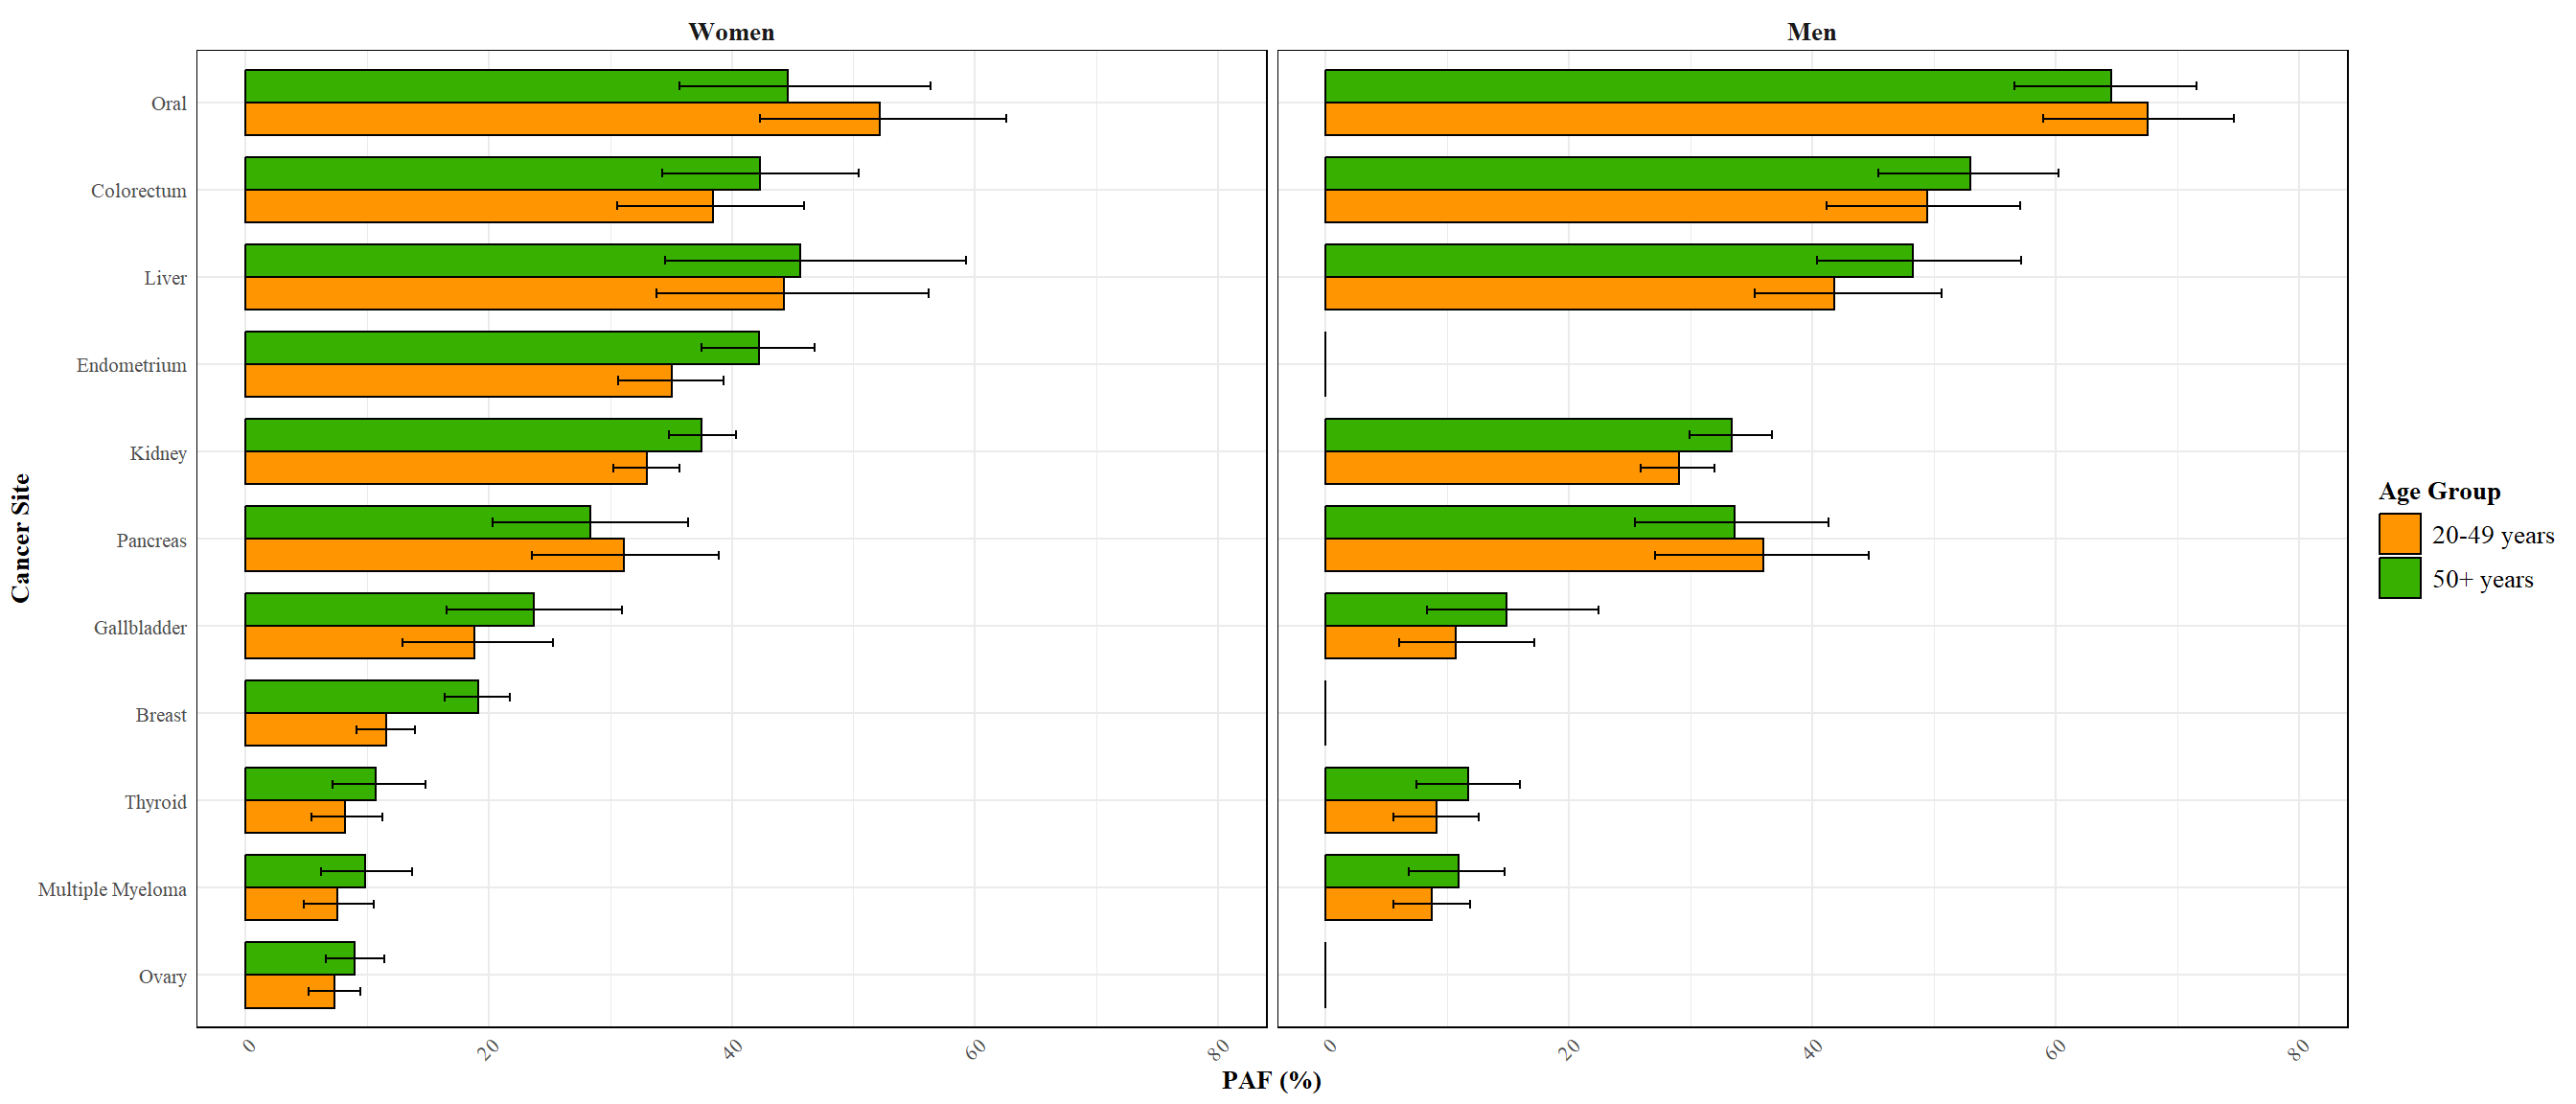 Women
Men
Oral
Colorectum
Liver
Endometrium
Kidney
Pancreas
Gallbladder
Breast
Thyroid
Multiple Myeloma
Ovary
Cancer Site
0
20
40
60
80
0
20
40
60
80
PAF (%)
Age Group
20-49 years
50+ years